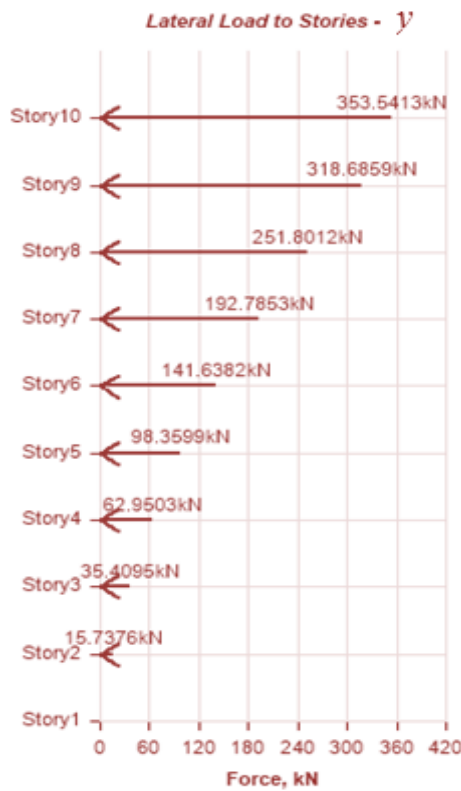 Lateral Load to Stories - y
353.5413kN
Story10
318.6859kN
Story9
251.8012kN
Story8
192.7853kN
Story7
141.6382kN
Story6
98.3599kN
Story5
62.9503kN
Story4
35.4095kN
Story3
15.7376kN
Story2
Story1
0 60 120 180 240 300 360 420
Force, kN